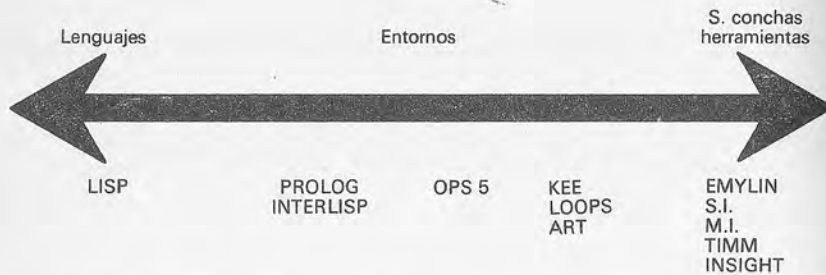 Lenguajes
Entornos
S. conchas
herramientas
LISP
PROLOG
INTERLISP
OPS 5
KEE
LOOPS
ART
EMYLIN
S.I.
M.I.
TIMM
INSIGHT